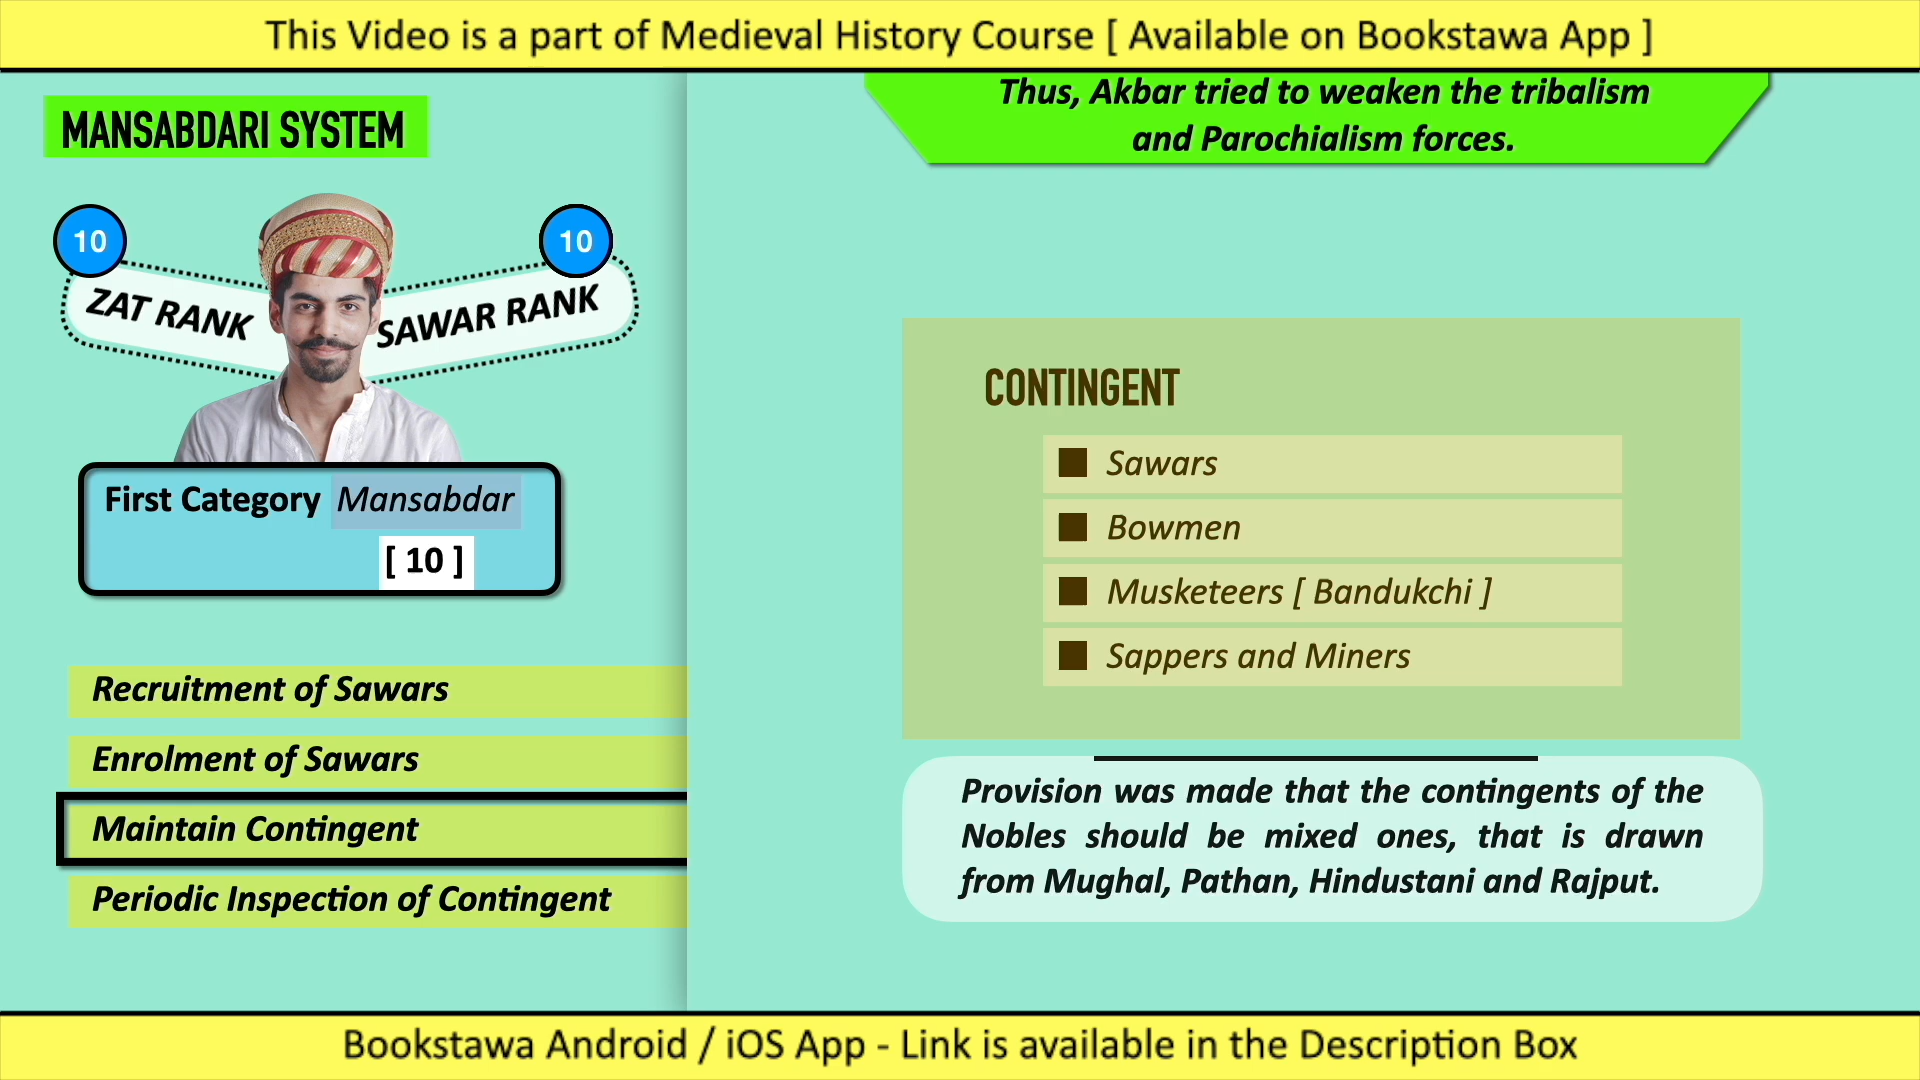 This Video is a part of Medieval History Course [ Available on Bookstawa App ]
MANSABDARI SYSTEM
10
10
ZAT RANK
SAWAR RANK
First Category Mansabdar
[ 10 ]
Recruitment of Sawars
Enrolment of Sawars
Maintain Contingent
Periodic Inspection of Contingent
Thus, Akbar tried to weaken the tribalism
and Parochialism forces.
CONTINGENT
Sawars
Bowmen
Musketeers [ Bandukchi ]
Sappers and Miners
Provision was made that the contingents of the
Nobles should be mixed ones, that is drawn
from Mughal, Pathan, Hindustani and Rajput.
Bookstawa Android / iOS App - Link is available in the Description Box